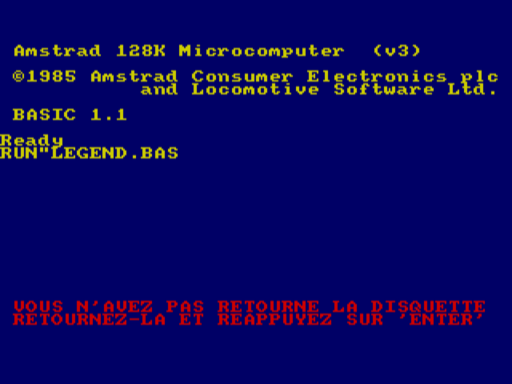 Amstrad 128K Microcomputer (v3)
©1985 Amstrad Consumer Electronics plc
and Locomotive Software Ltd.
BASIC 1.1
Ready
RUN"LEGEND.BAS
VOUS N'AVEZ PAS RETOURNE LA DISQUETTE
RETOURNEZ-LA ET REAPPUYEZ SUR 'ENTER'